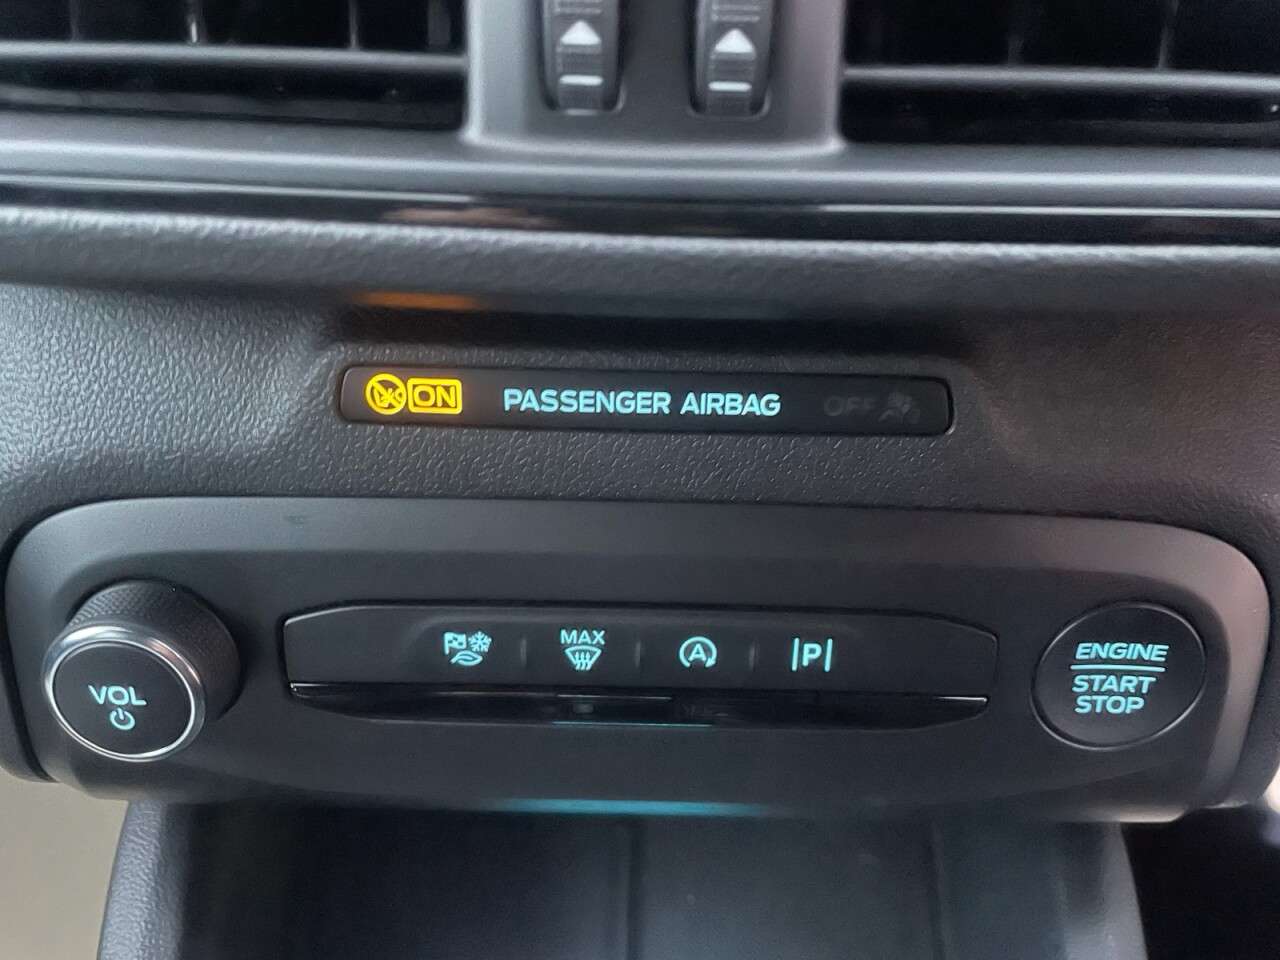 ON PASSENGER AIRBAG OFF
VOL
MAX
A
P
ENGINE
START
STOP